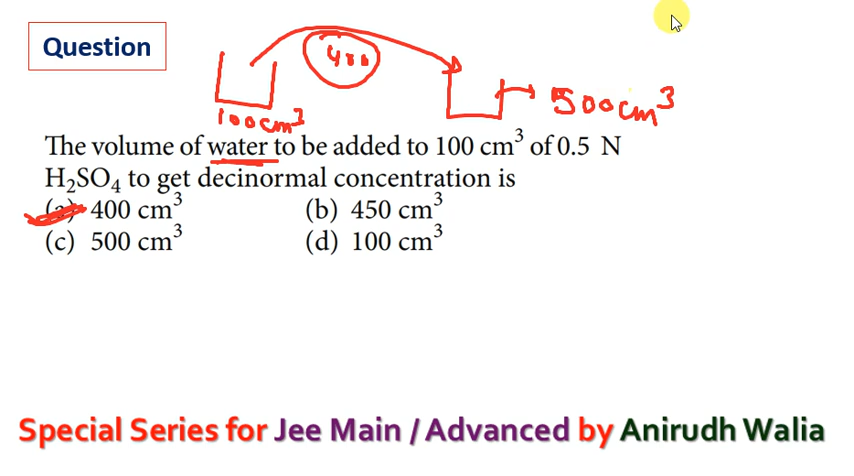 Question
400
100cm³
500cm³
The volume of water to be added to 100 cm³ of 0.5 N
H₂SO₄ to get decinormal concentration is
(a) 400 cm³ (b) 450 cm³
(c) 500 cm³ (d) 100 cm³
Special Series for Jee Main / Advanced by Anirudh Walia